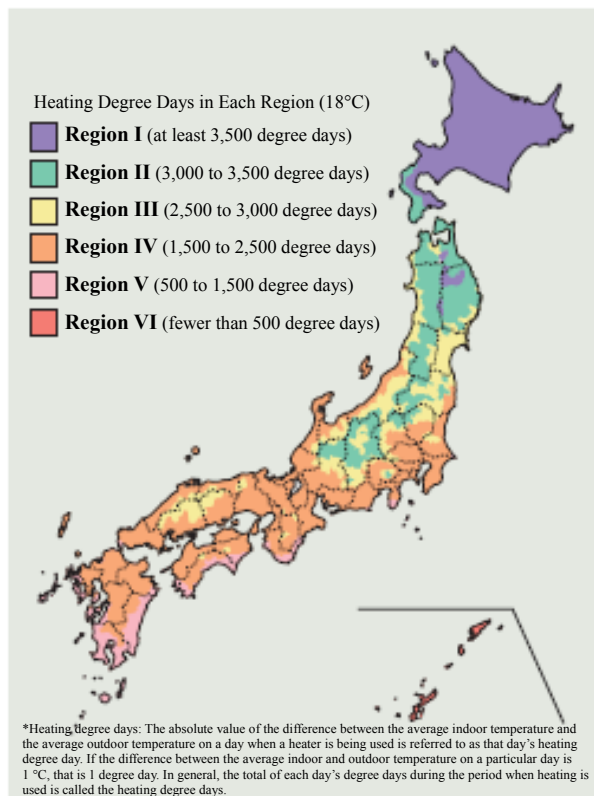 Heating Degree Days in Each Region (18°C)
Region I (at least 3,500 degree days)
Region II (3,000 to 3,500 degree days)
Region III (2,500 to 3,000 degree days)
Region IV (1,500 to 2,500 degree days)
Region V (500 to 1,500 degree days)
Region VI (fewer than 500 degree days)
*Heating degree days: The absolute value of the difference between the average indoor temperature and
the average outdoor temperature on a day when a heater is being used is referred to as that day’s heating
degree day. If the difference between the average indoor and outdoor temperature on a particular day is
1 °C, that is 1 degree day. In general, the total of each day’s degree days during the period when heating is
used is called the heating degree days.